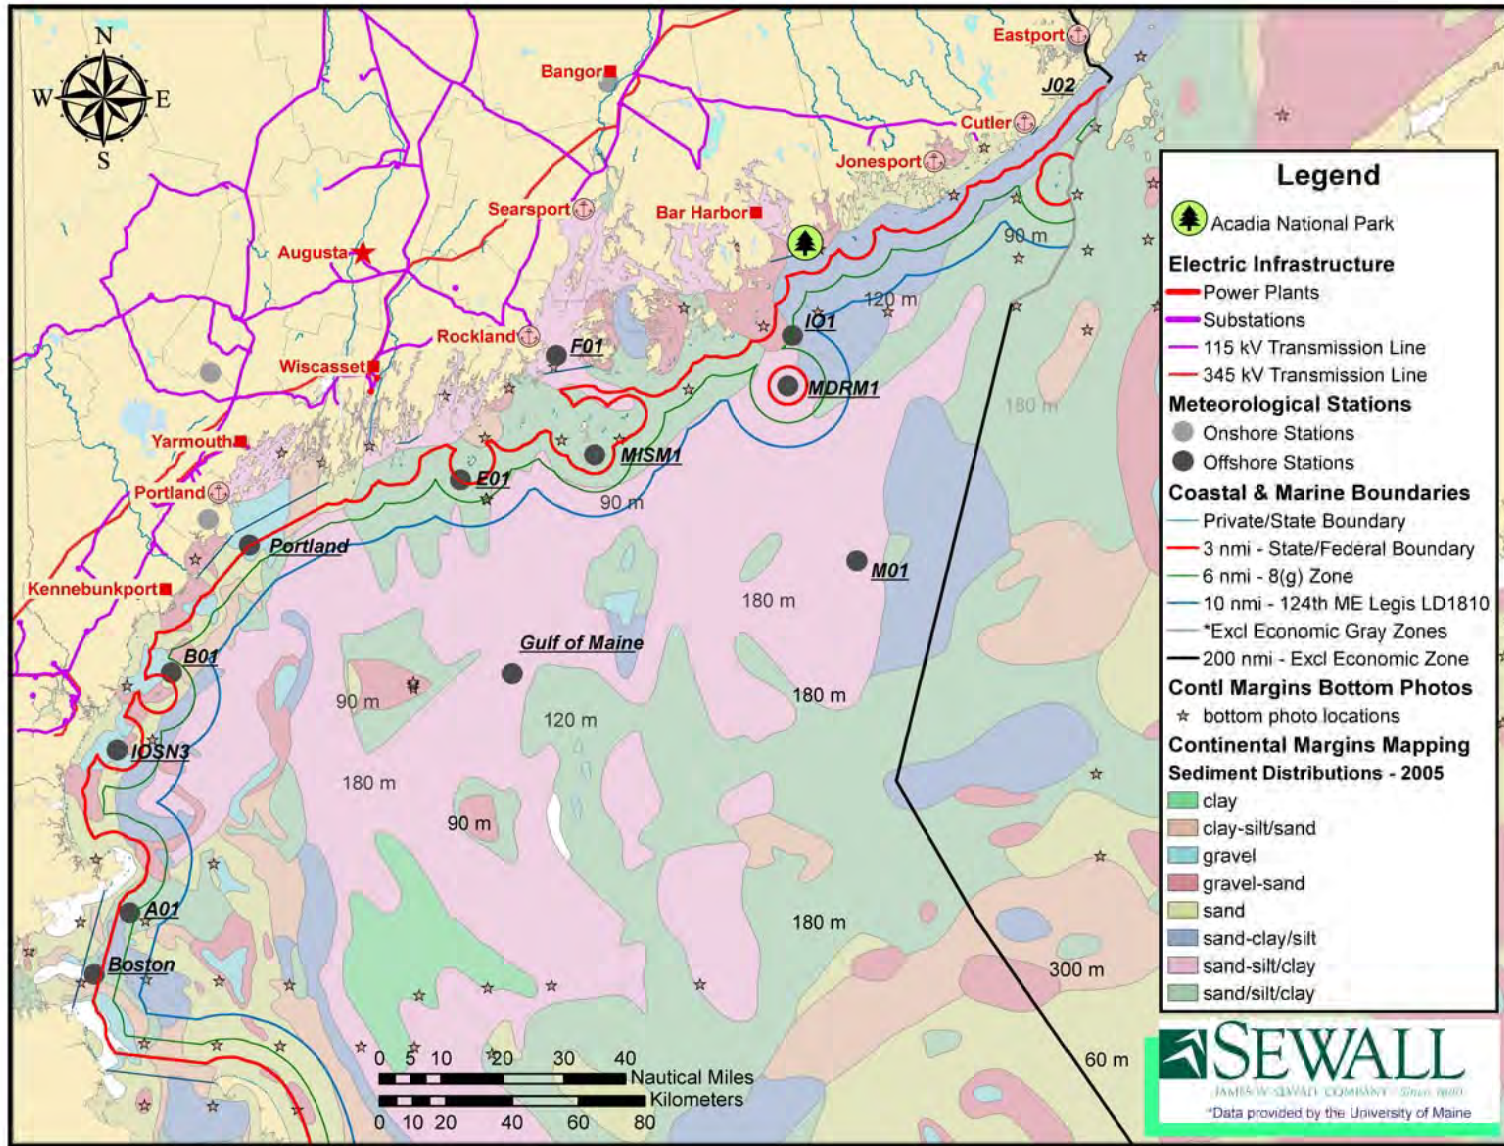 N
W
E
S
Eastport
Bangor
J02
Cutler
Jonesport
Searsport
Bar Harbor
Augusta
90 m
120 m
Rockland
F01
IO1
Wiscasset
MDRM1
180 m
Yarmouth
MISM1
E01
90 m
Portland
Portland
M01
Kennebunkport
180 m
Gulf of Maine
B01
90 m
180 m
120 m
IOSN3
180 m
90 m
A01
180 m
Boston
300 m
60 m
0 5 10 20 30 40
Nautical Miles
Kilometers
0 10 20 40 60 80
Legend
Acadia National Park
Electric Infrastructure
Power Plants
Substations
115 kV Transmission Line
345 kV Transmission Line
Meteorological Stations
Onshore Stations
Offshore Stations
Coastal & Marine Boundaries
Private/State Boundary
3 nmi - State/Federal Boundary
6 nmi - 8(g) Zone
10 nmi - 124th ME Legis LD1810
*Excl Economic Gray Zones
200 nmi - Excl Economic Zone
Contl Margins Bottom Photos
bottom photo locations
Continental Margins Mapping
Sediment Distributions - 2005
clay
clay-silt/sand
gravel
gravel-sand
sand
sand-clay/silt
sand-silt/clay
sand/silt/clay
SEWALL
JAMES W. SEWALL COMPANY Since 1880
*Data provided by the University of Maine